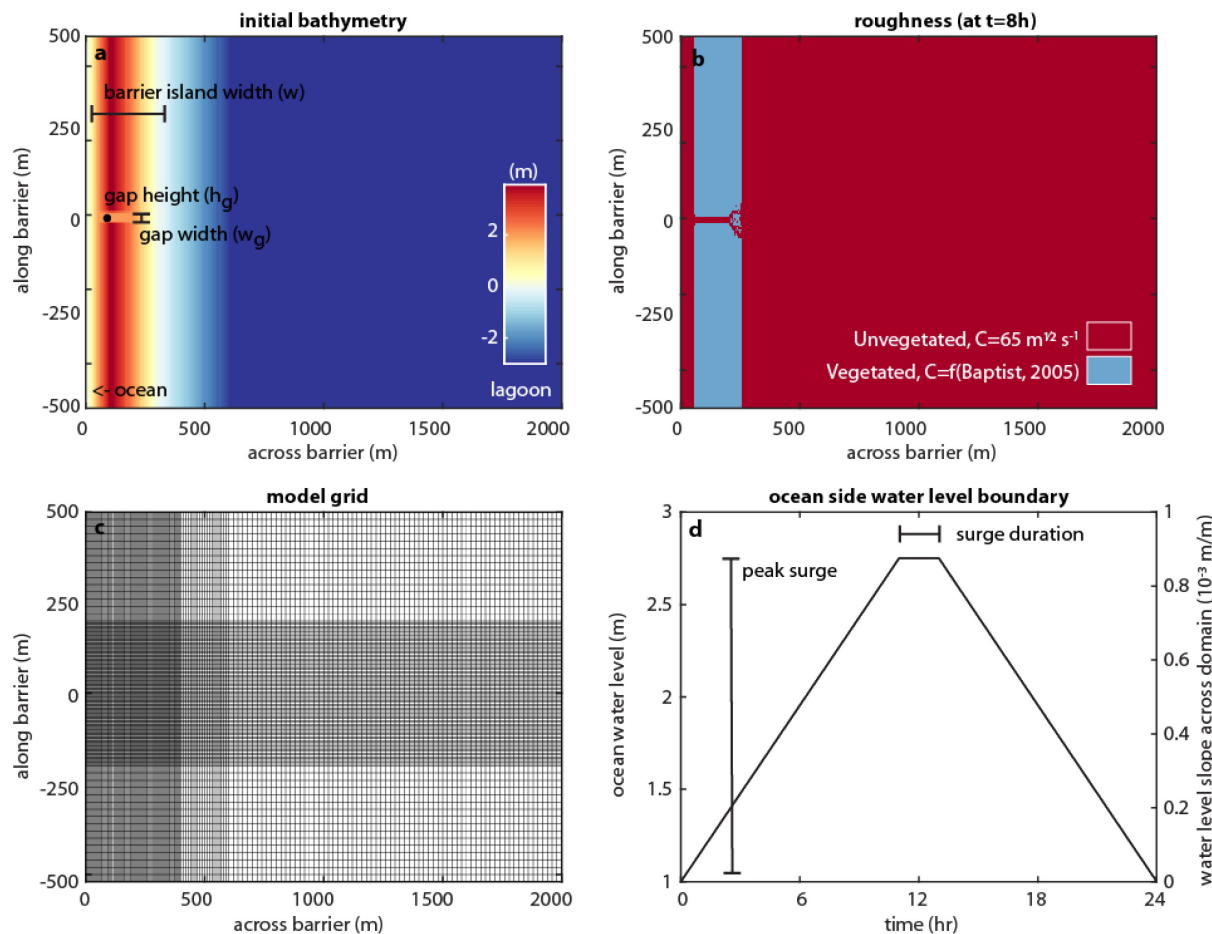 initial bathymetry
500
250
0
-250
-500
along barrier (m)
a
barrier island width (w)
gap height (hg)
gap width (wg)
(m)
2
0
-2
<- ocean
lagoon
0
500
1000
1500
2000
across barrier (m)
roughness (at t=8h)
500
250
0
-250
-500
along barrier (m)
b
Unvegetated, C=65 m¹ᐟ² s⁻¹
Vegetated, C=f(Baptist, 2005)
0
500
1000
1500
2000
across barrier (m)
model grid
500
250
0
-250
-500
along barrier (m)
c
0
500
1000
1500
2000
across barrier (m)
ocean side water level boundary
3
2.5
2
1.5
1
ocean water level (m)
d
surge duration
peak surge
1
0.8
0.6
0.4
0.2
0
water level slope across domain (10⁻³ m/m)
0
6
12
18
24
time (hr)